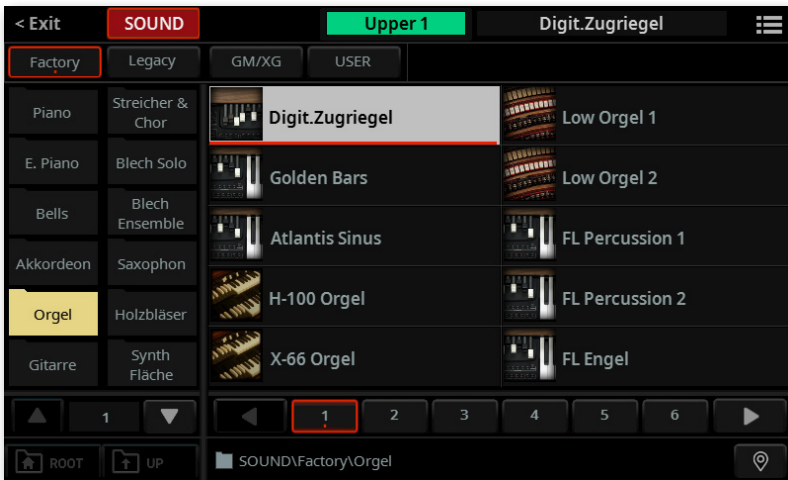 < Exit SOUND Upper 1 Digit.Zugriegel
Factory Legacy GM/XG USER
Piano
Streicher &
Chor
E. Piano
Blech Solo
Bells
Blech
Ensemble
Akkordeon
Saxophon
Orgel
Holzbläser
Gitarre
Synth
Fläche
Digit.Zugriegel
Low Orgel 1
Golden Bars
Low Orgel 2
Atlantis Sinus
FL Percussion 1
H-100 Orgel
FL Percussion 2
X-66 Orgel
FL Engel
1
1 2 3 4 5 6
ROOT UP
SOUND\Factory\Orgel